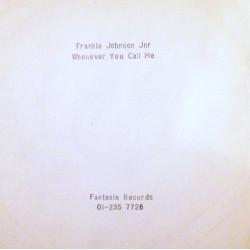 Frankie Johnson Jnr
Whenever You Call Me
Fantasia Records
01-235 7726